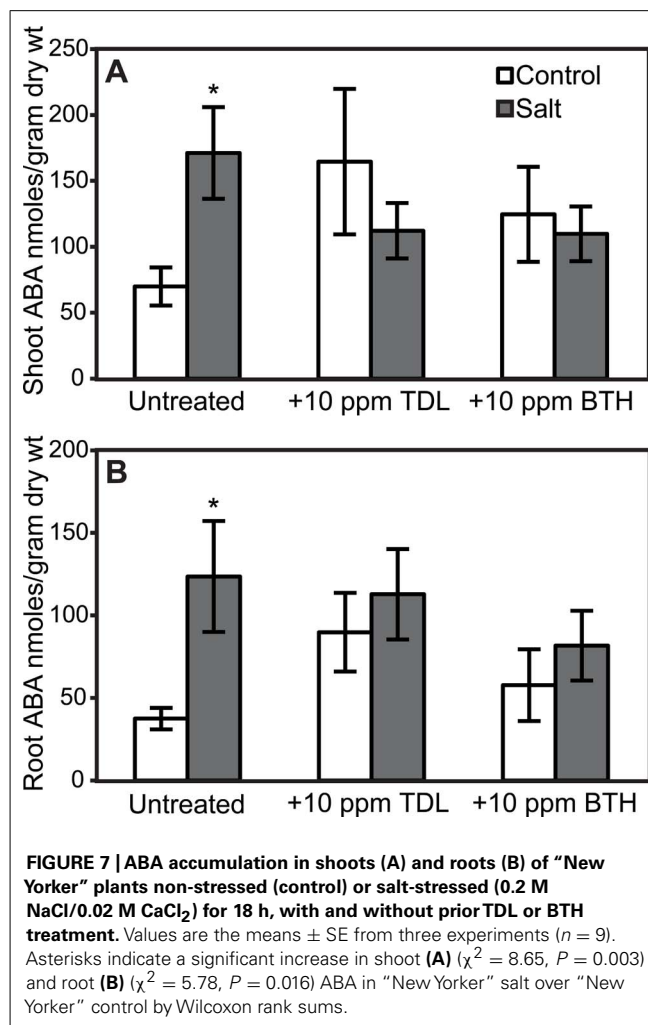 250
A
Control
Salt
*
200
150
100
50
0
Shoot ABA nmoles/gram dry wt
Untreated
+10 ppm TDL
+10 ppm BTH
200
B
*
150
100
50
0
Root ABA nmoles/gram dry wt
Untreated
+10 ppm TDL
+10 ppm BTH
FIGURE 7 | ABA accumulation in shoots (A) and roots (B) of “New
Yorker” plants non-stressed (control) or salt-stressed (0.2 M
NaCl/0.02 M CaCl₂) for 18 h, with and without prior TDL or BTH
treatment. Values are the means ± SE from three experiments (n = 9).
Asterisks indicate a significant increase in shoot (A) (χ² = 8.65, P = 0.003)
and root (B) (χ² = 5.78, P = 0.016) ABA in “New Yorker” salt over “New
Yorker” control by Wilcoxon rank sums.